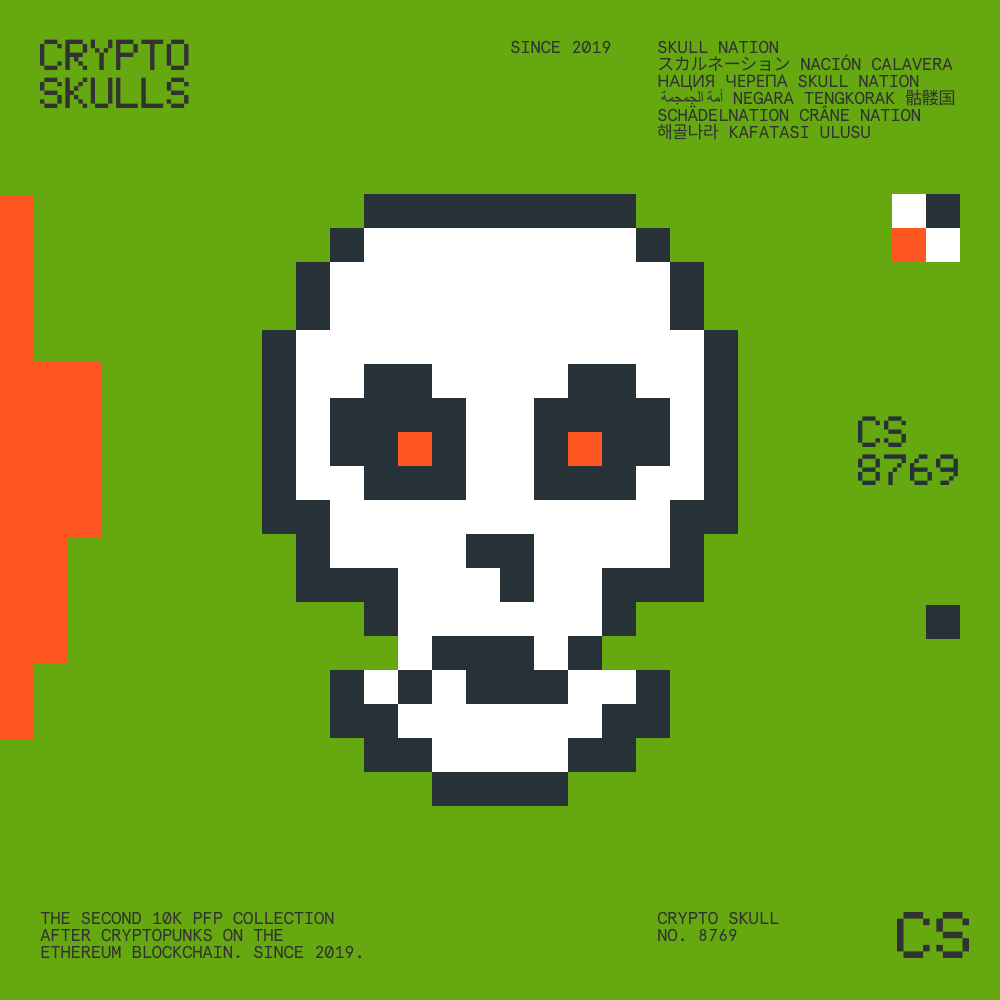 CRYPTO
SKULLS
SINCE 2019
SKULL NATION
スカルネーション NACIÓN CALAVERA
НАЦИЯ ЧЕРЕПА SKULL NATION
أمة الجمجمة NEGARA TENGKORAK 骷髅国
SCHÄDELNATION CRÂNE NATION
해골나라 KAFATASI ULUSU
CS
8769
THE SECOND 10K PFP COLLECTION
AFTER CRYPTOPUNKS ON THE
ETHEREUM BLOCKCHAIN. SINCE 2019.
CRYPTO SKULL
NO. 8769
CS